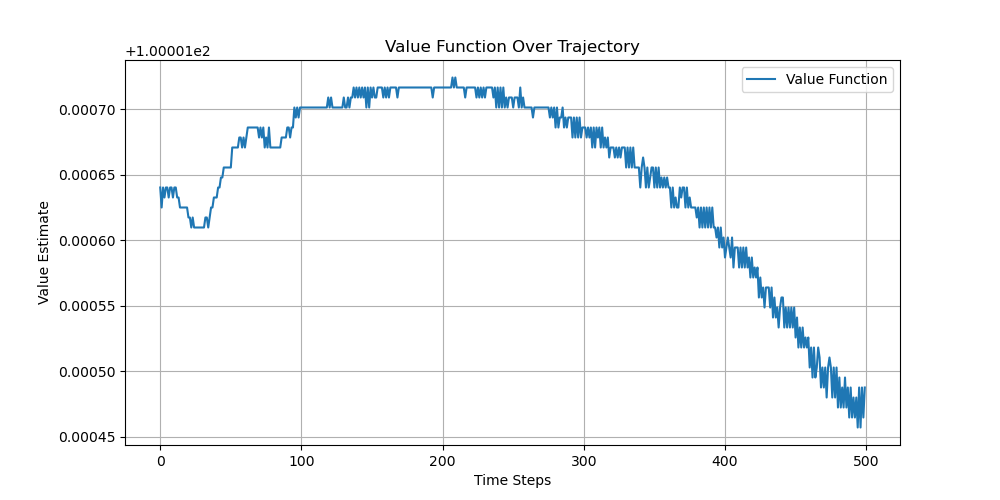 Value Function Over Trajectory
+1.00001e2
Value Function
0.00070
0.00065
0.00060
0.00055
0.00050
0.00045
Value Estimate
0 100 200 300 400 500
Time Steps